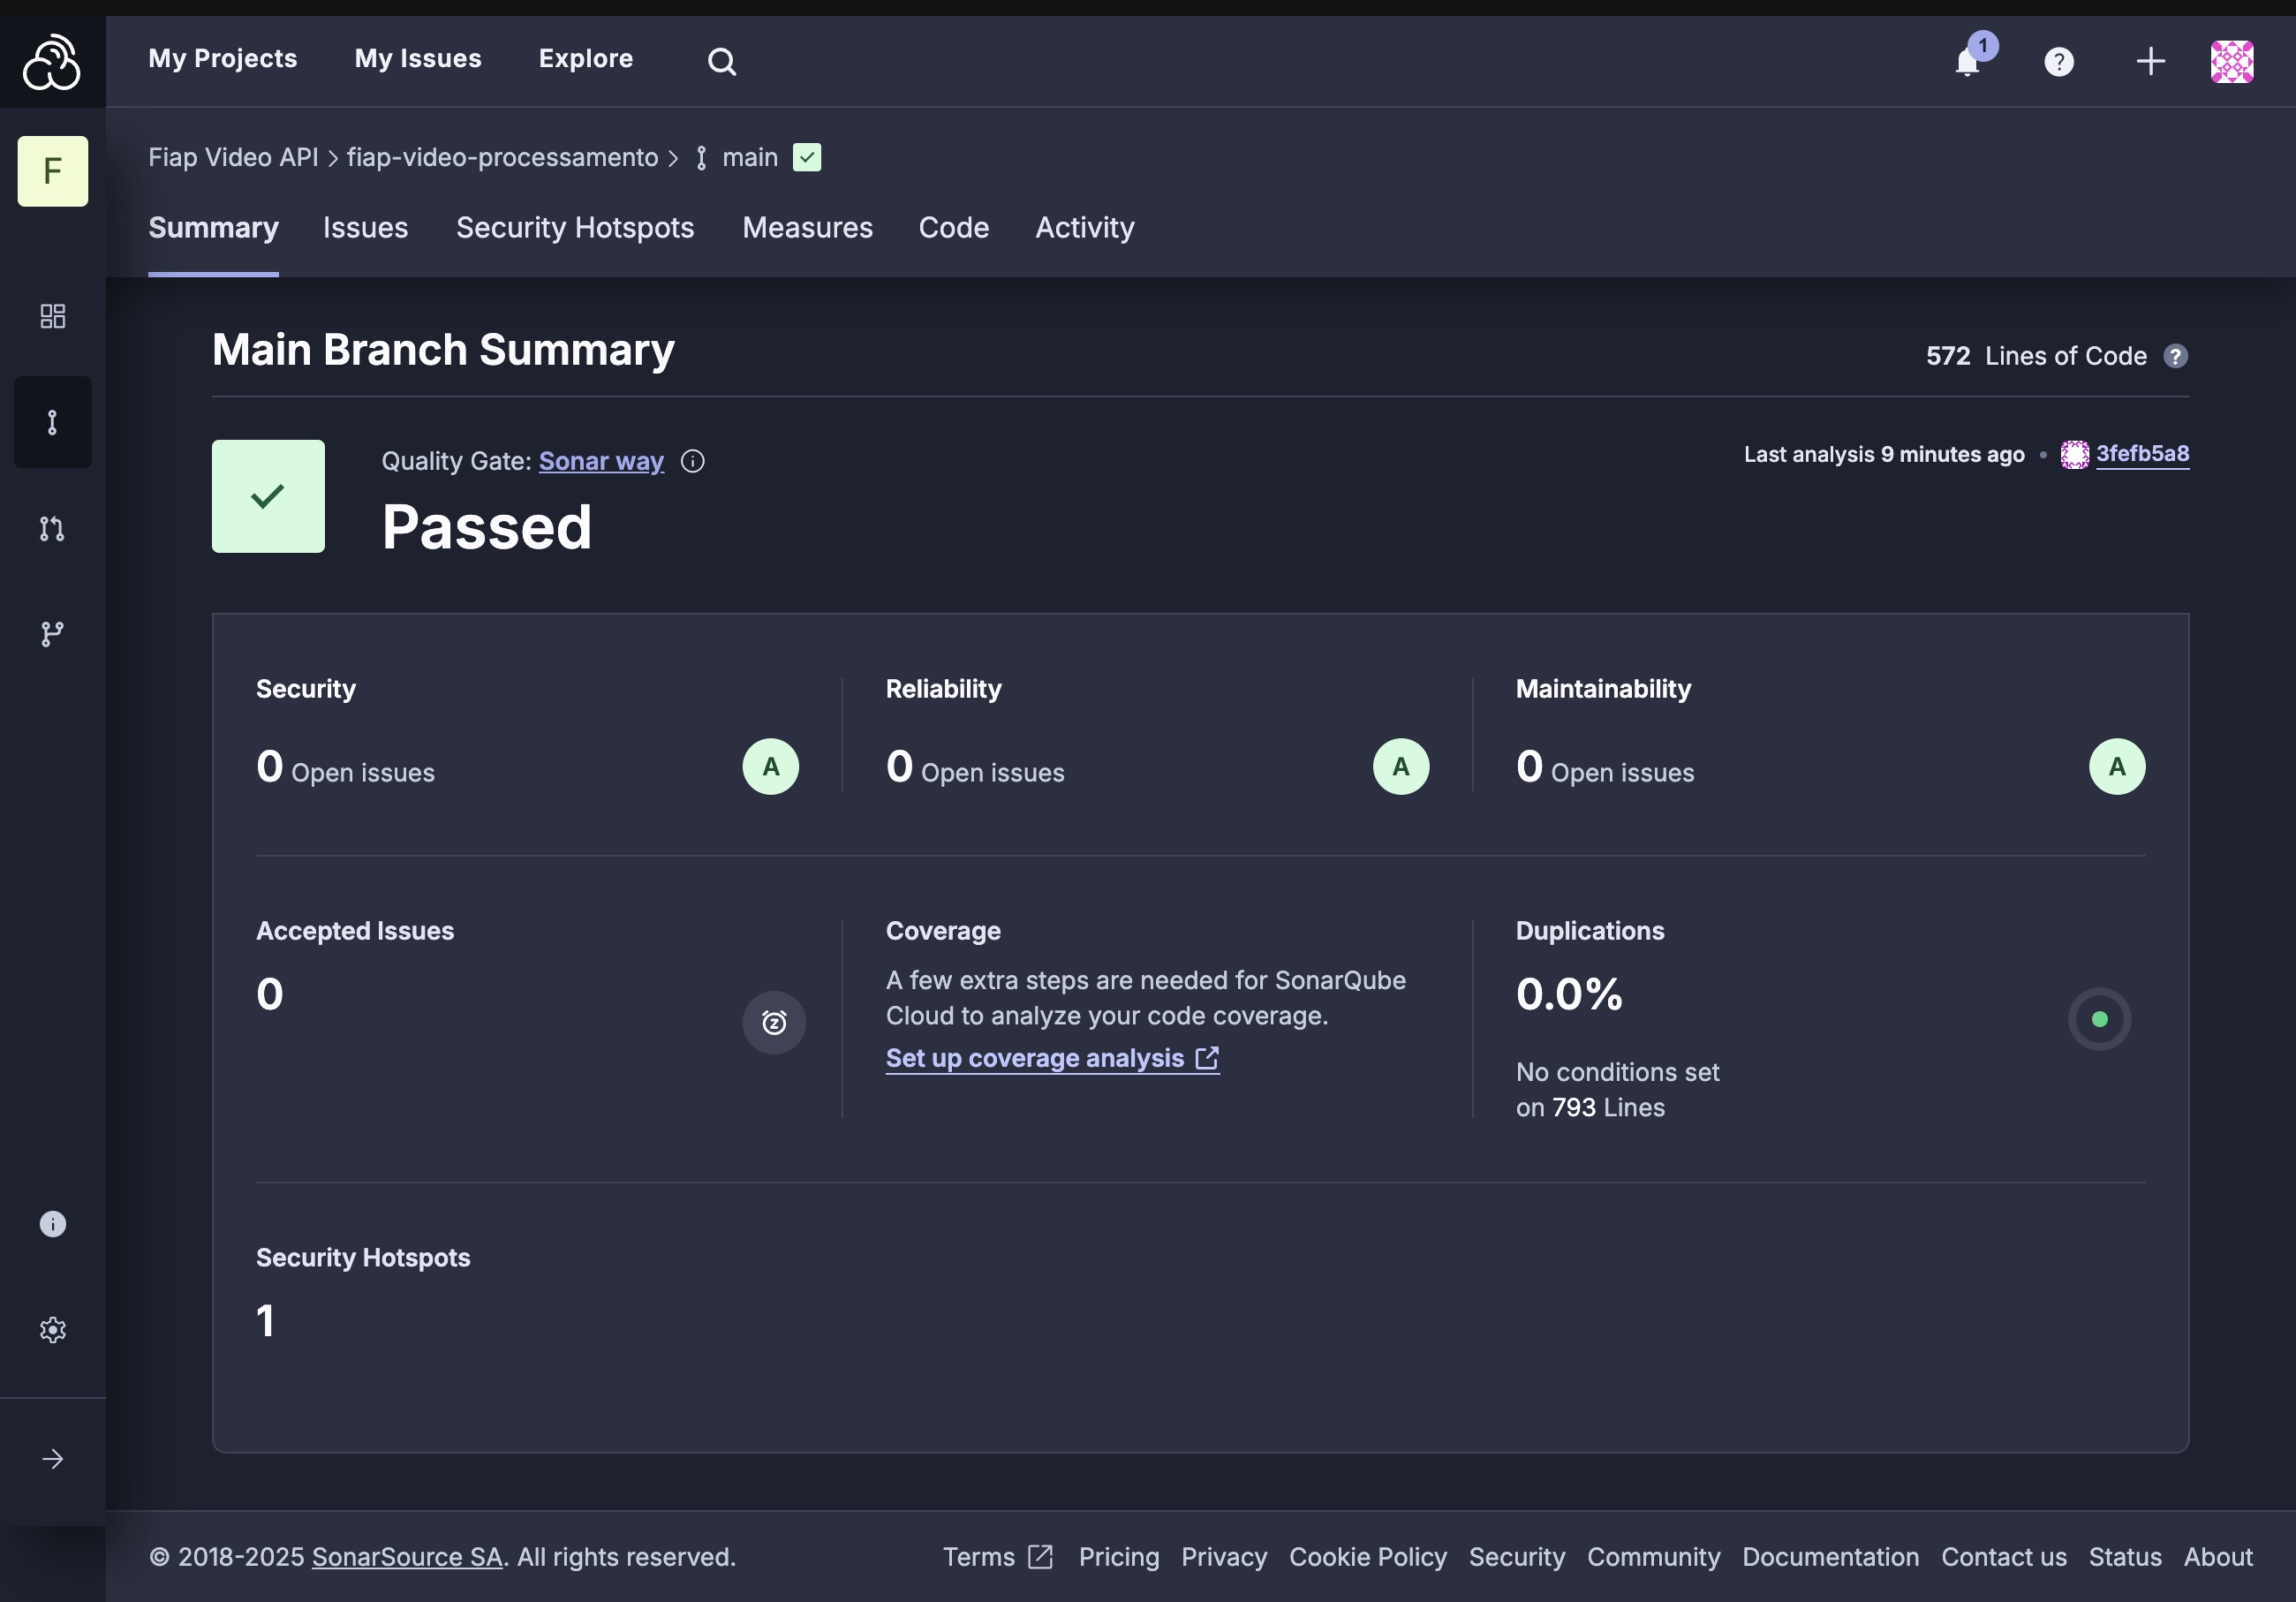 My Projects My Issues Explore 1 ?
F
Fiap Video API > fiap-video-processamento > main
Summary Issues Security Hotspots Measures Code Activity
Main Branch Summary
572 Lines of Code ?
Quality Gate: Sonar way
Passed
Last analysis 9 minutes ago • 3fefb5a8
Security
0 Open issues A
Reliability
0 Open issues A
Maintainability
0 Open issues A
Accepted Issues
0
Coverage
A few extra steps are needed for SonarQube
Cloud to analyze your code coverage.
Set up coverage analysis
Duplications
0.0%
No conditions set
on 793 Lines
Security Hotspots
1
© 2018-2025 SonarSource SA. All rights reserved.
Terms Pricing Privacy Cookie Policy Security Community Documentation Contact us Status About